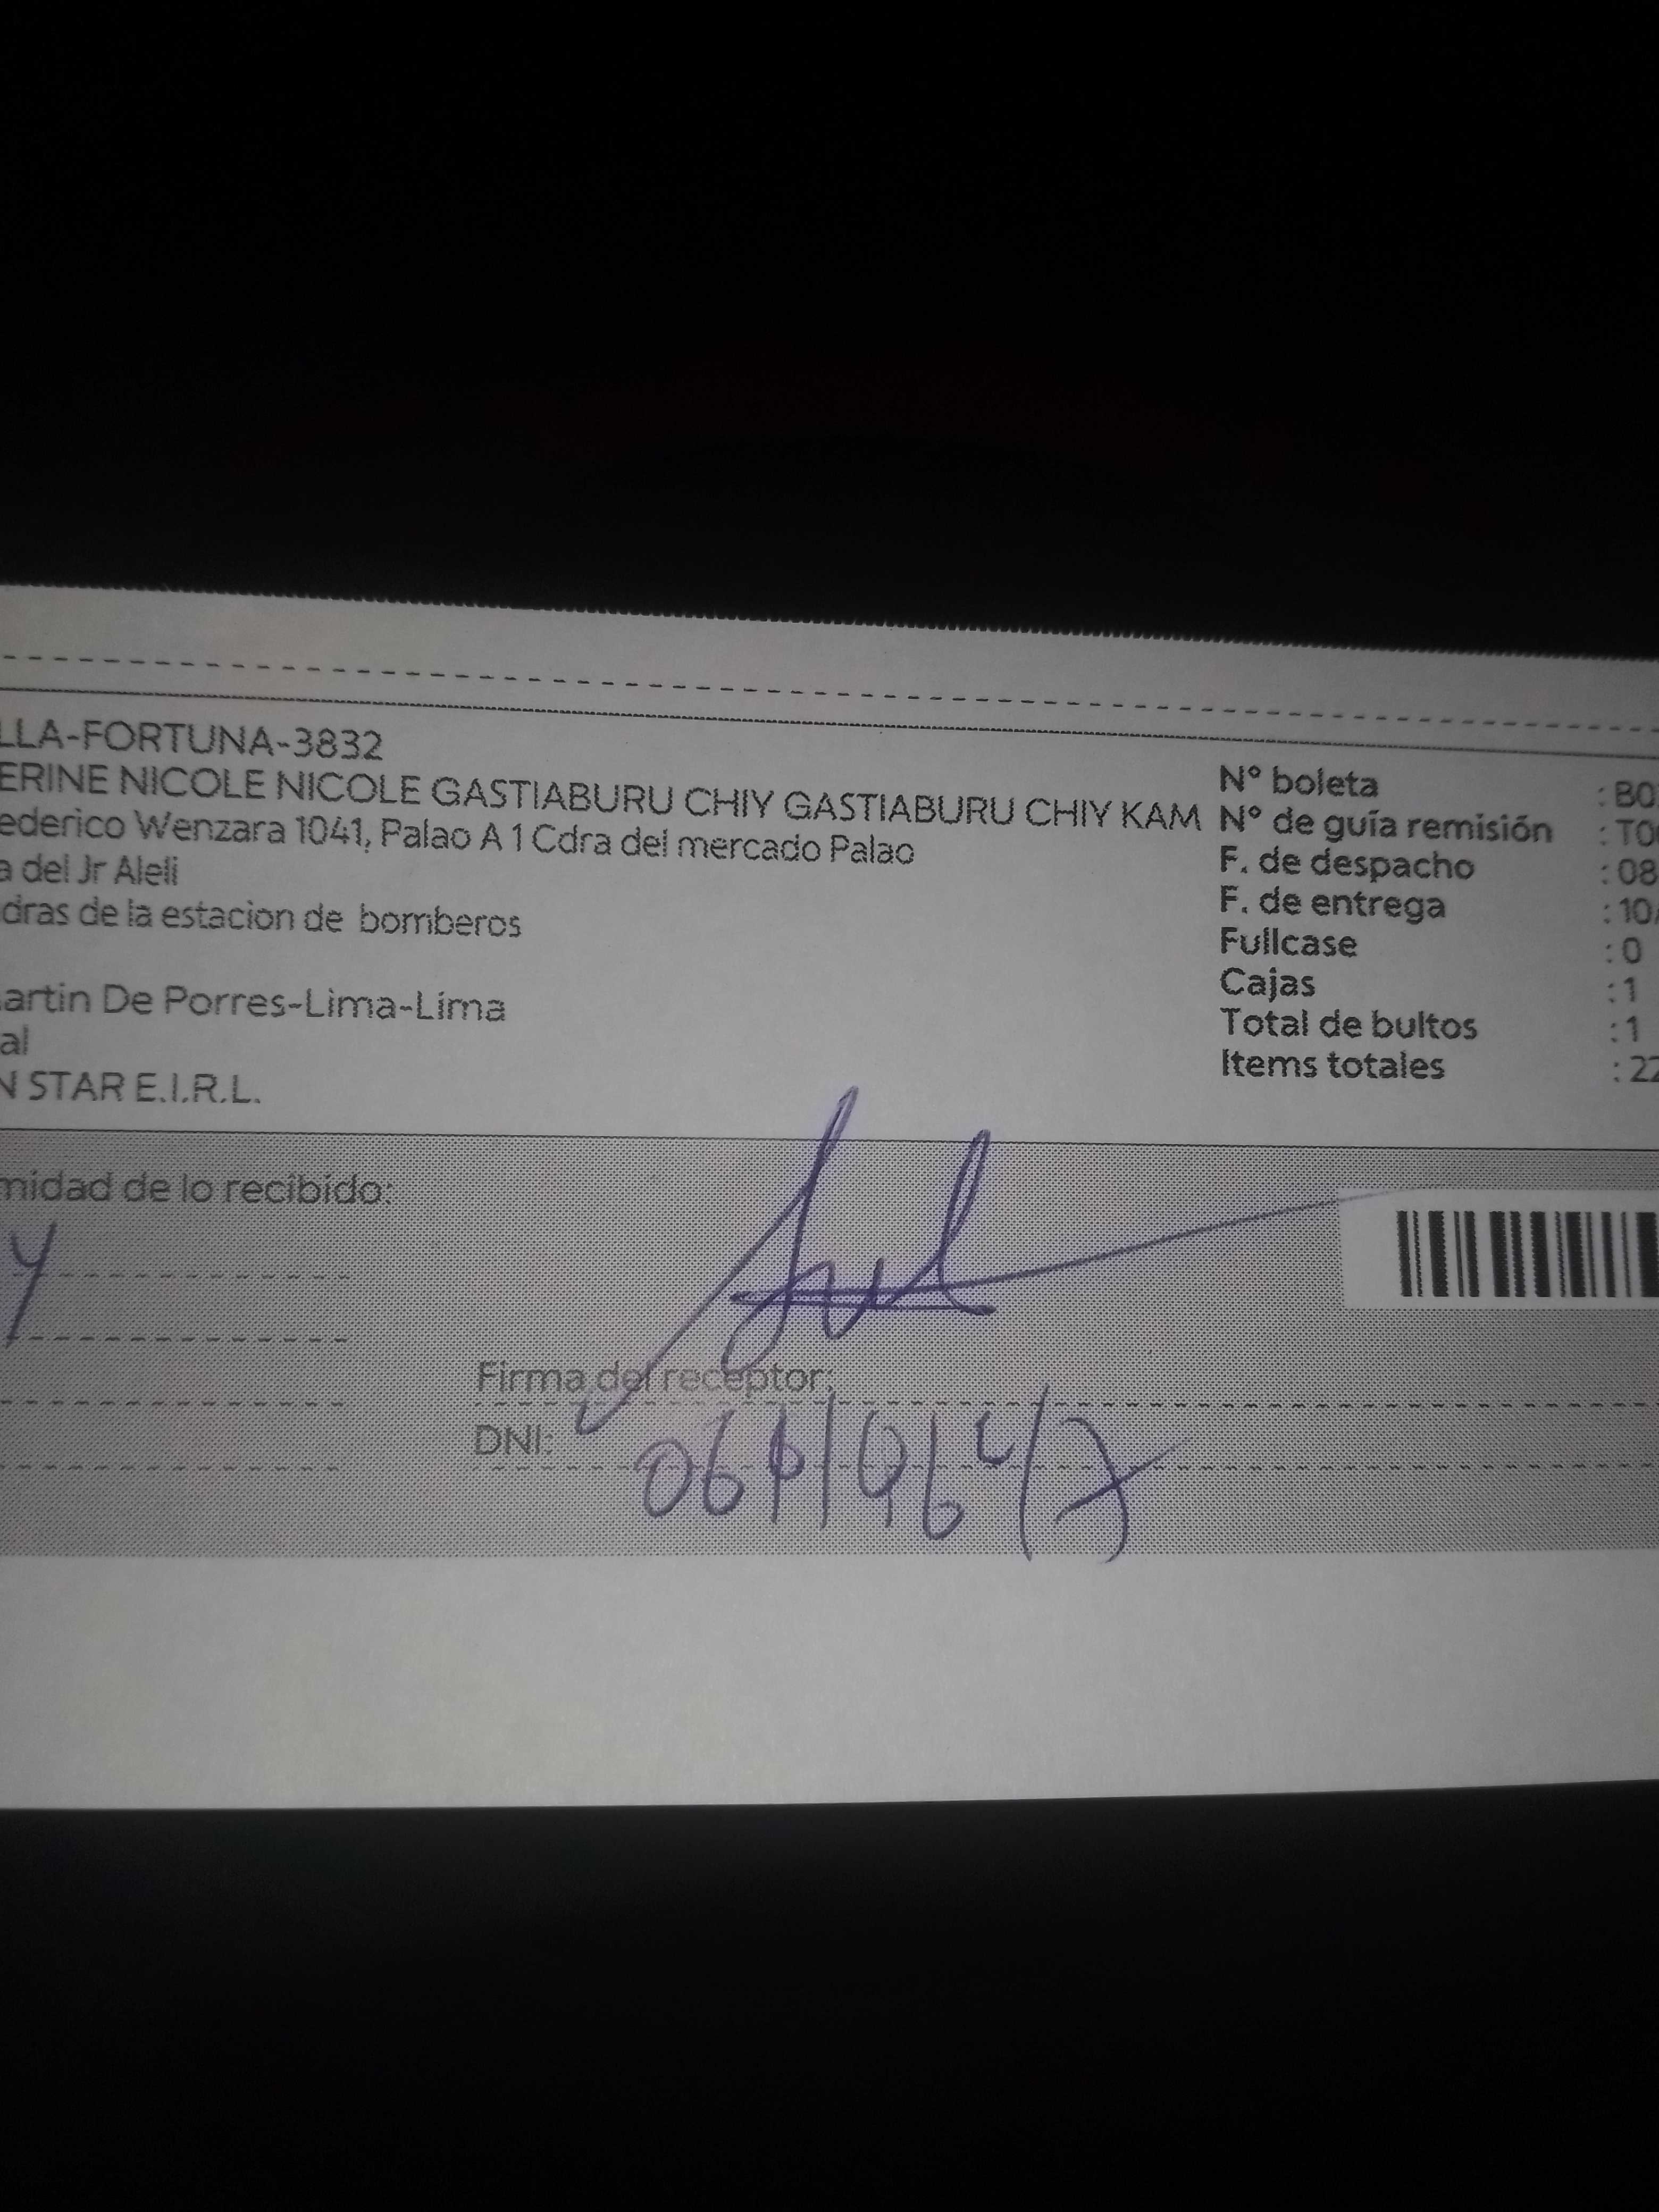 LLA-FORTUNA-3832
ERINE NICOLE NICOLE GASTIABURU CHIY GASTIABURU CHIY KAM
ederico Wenzara 1041, Palao A 1 Cdra del mercado Palao
a del Jr Aleli
dras de la estacion de bomberos
artin De Porres-Lima-Lima
al
N STAR E.I.R.L.
N° boleta : B0
N° de guía remisión : T00
F. de despacho : 08
F. de entrega : 10/
Fullcase : 0
Cajas : 1
Total de bultos : 1
Items totales : 22
midad de lo recibido:
y
Firma del receptor:
DNI: